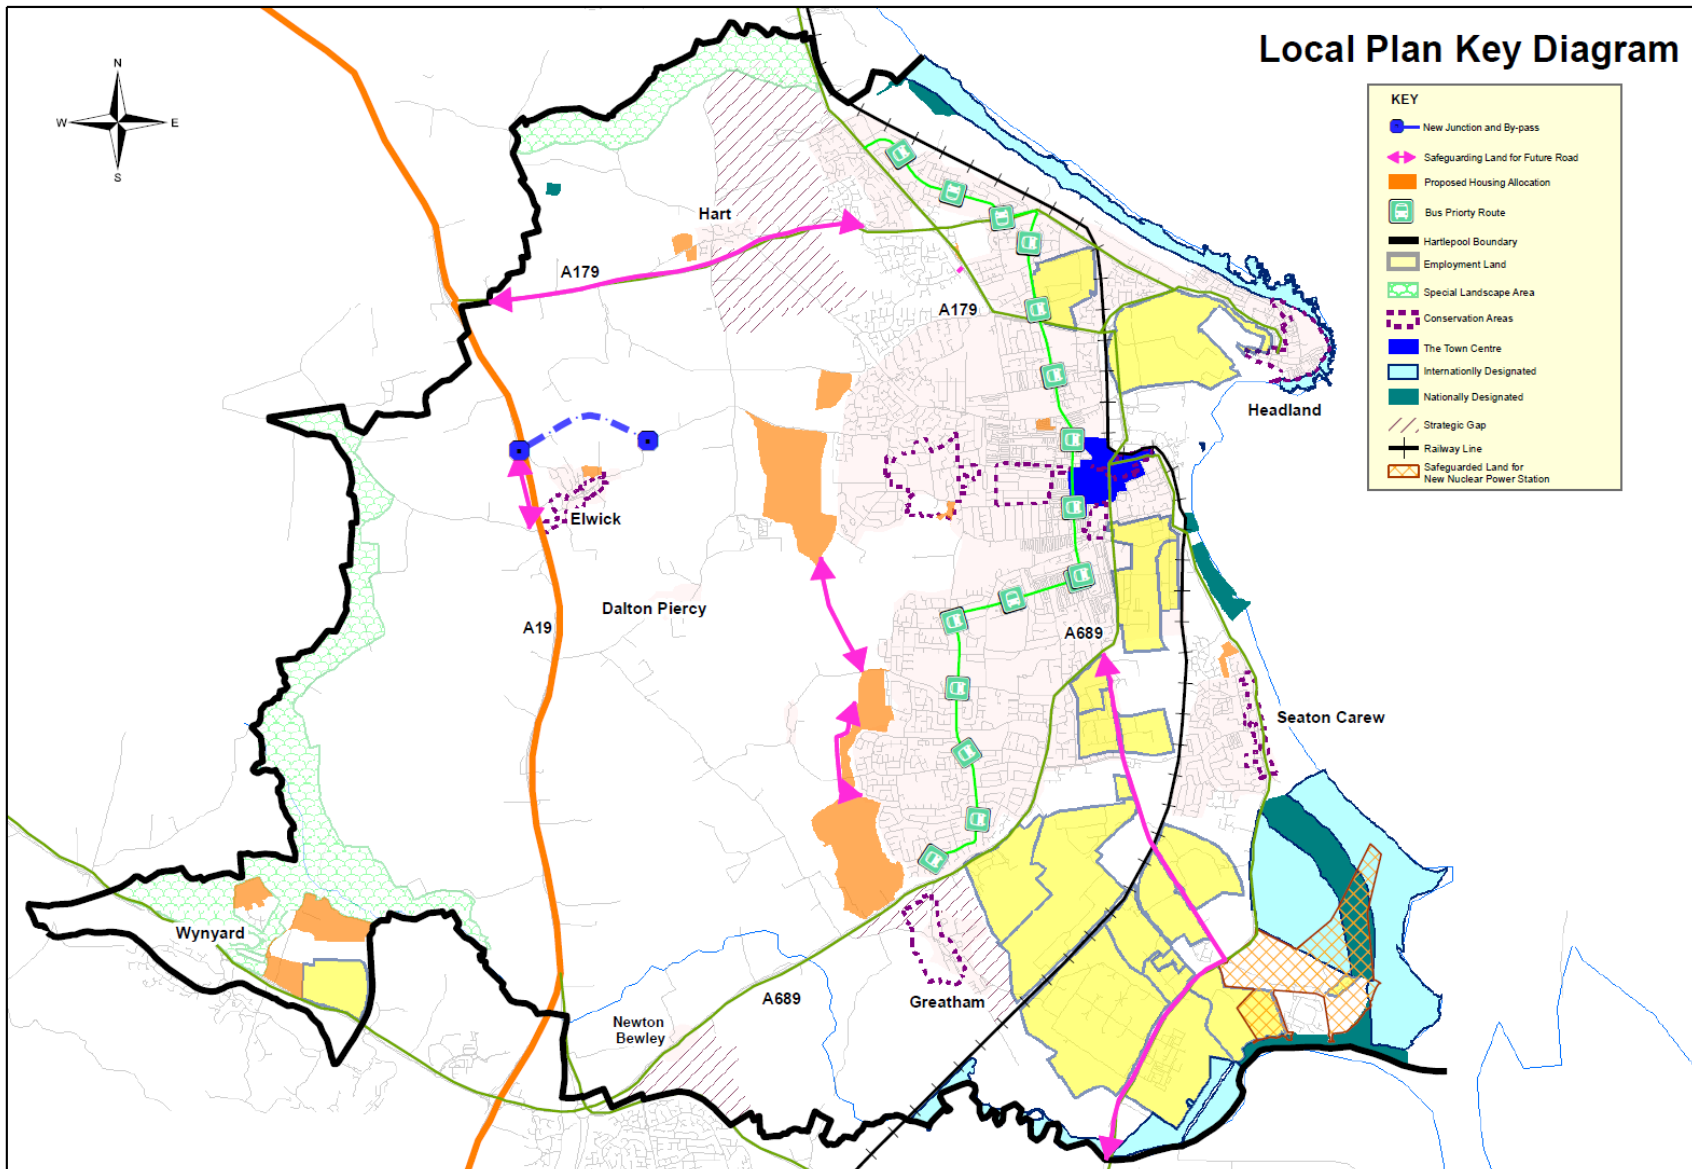 Local Plan Key Diagram
N
W
E
S
KEY
New Junction and By-pass
Safeguarding Land for Future Road
Proposed Housing Allocation
Bus Priorty Route
Hartlepool Boundary
Employment Land
Special Landscape Area
Conservation Areas
The Town Centre
Internationlly Designated
Nationally Designated
Strategic Gap
Railway Line
Safeguarded Land for
New Nuclear Power Station
Hart
A179
A179
Headland
Elwick
Dalton Piercy
A19
A689
Seaton Carew
Wynyard
Greatham
A689
Newton
Bewley